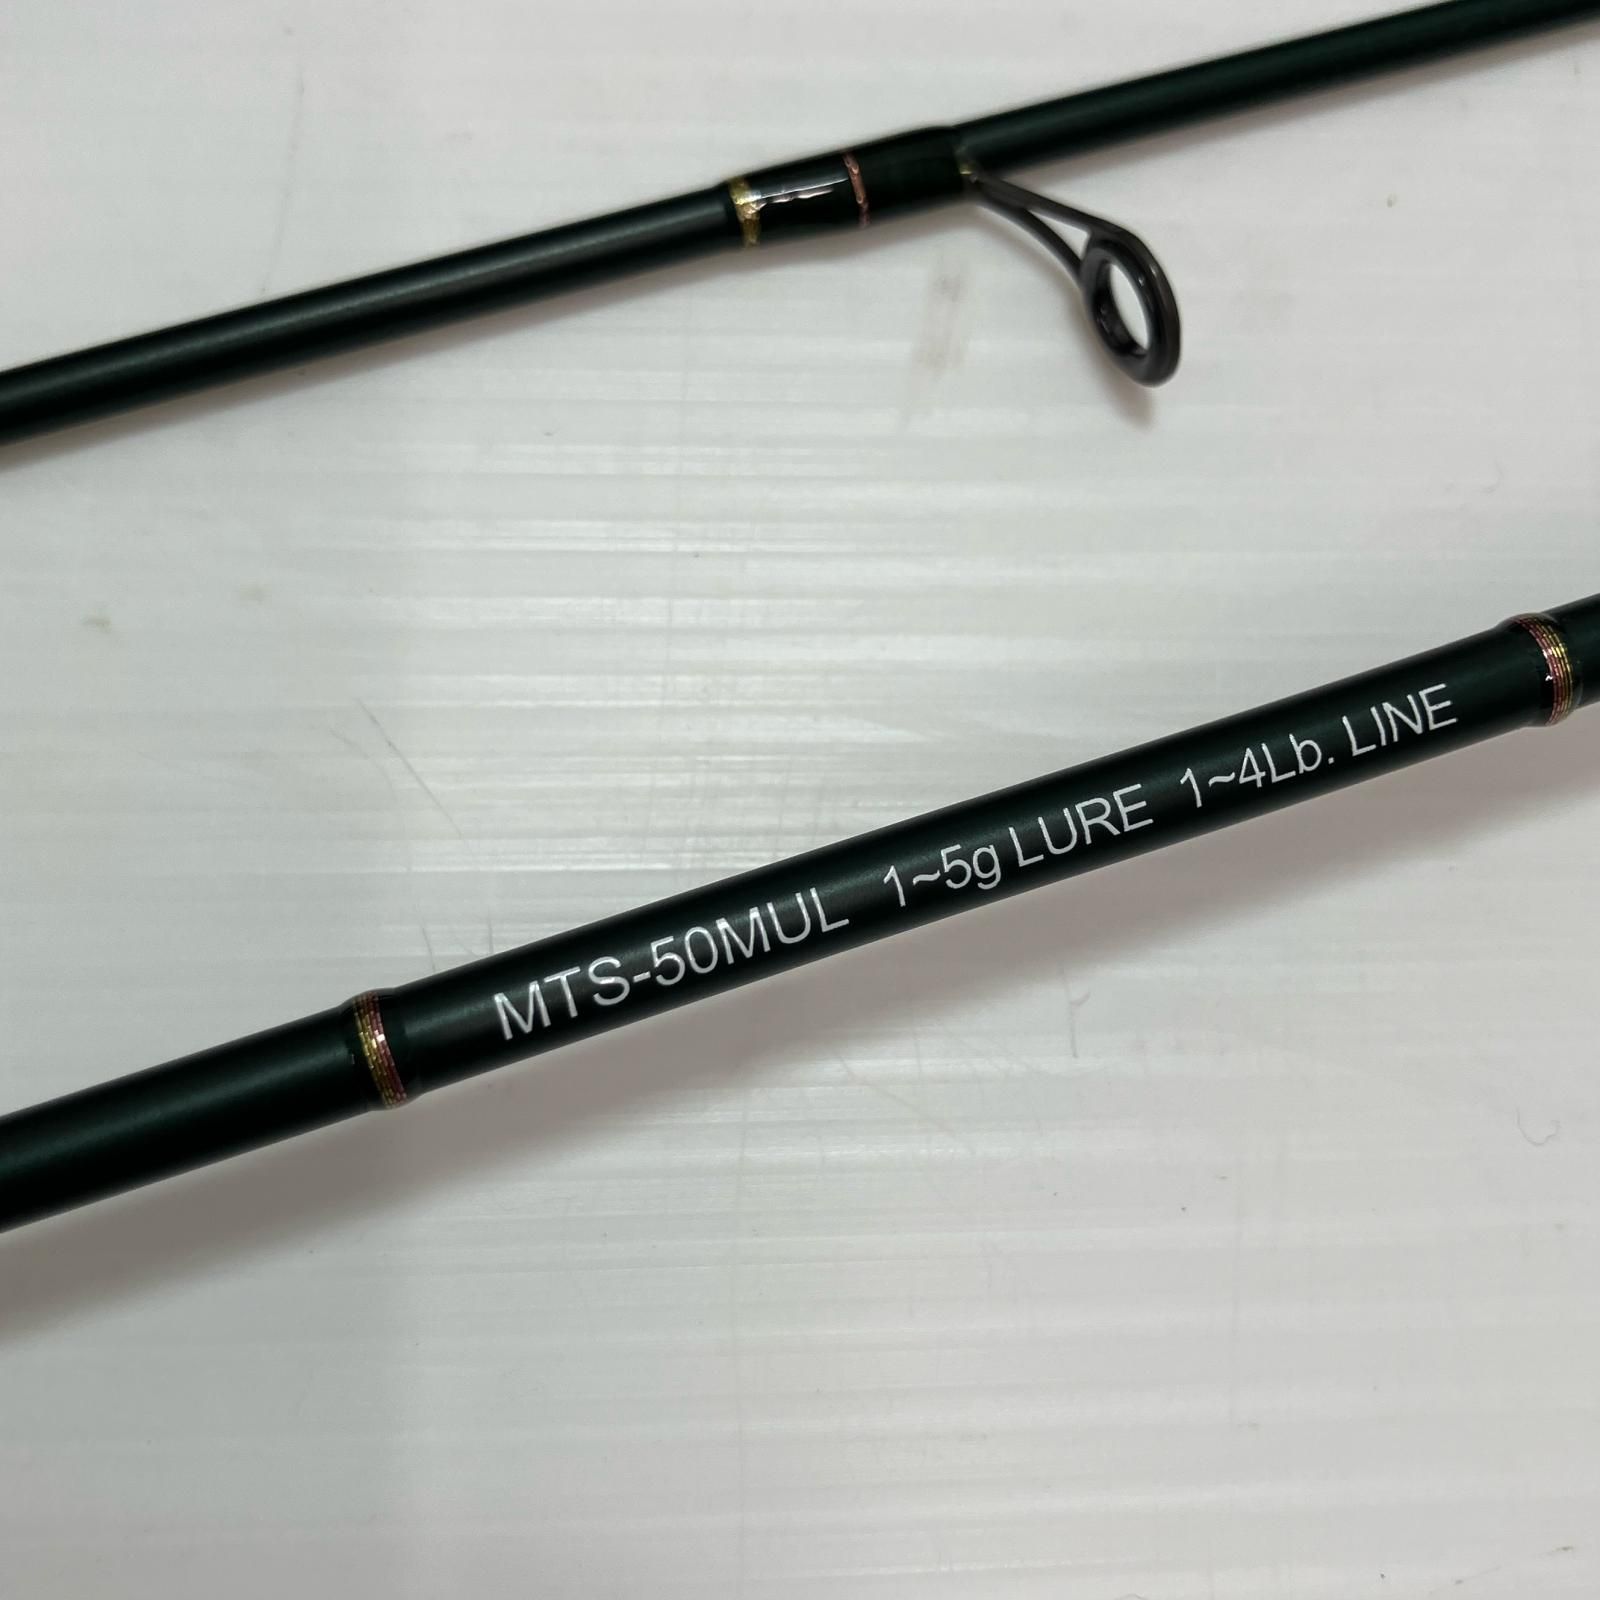 MTS-50MUL 1~5g LURE 1~4Lb. LINE